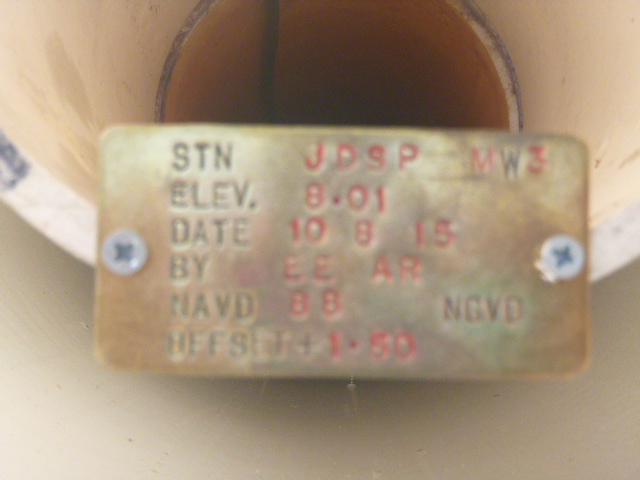 STN JDSP MW3
ELEV. 8.01
DATE 10 8 15
BY EE AR
NAVD 88 NGVD
OFFSET +1.50